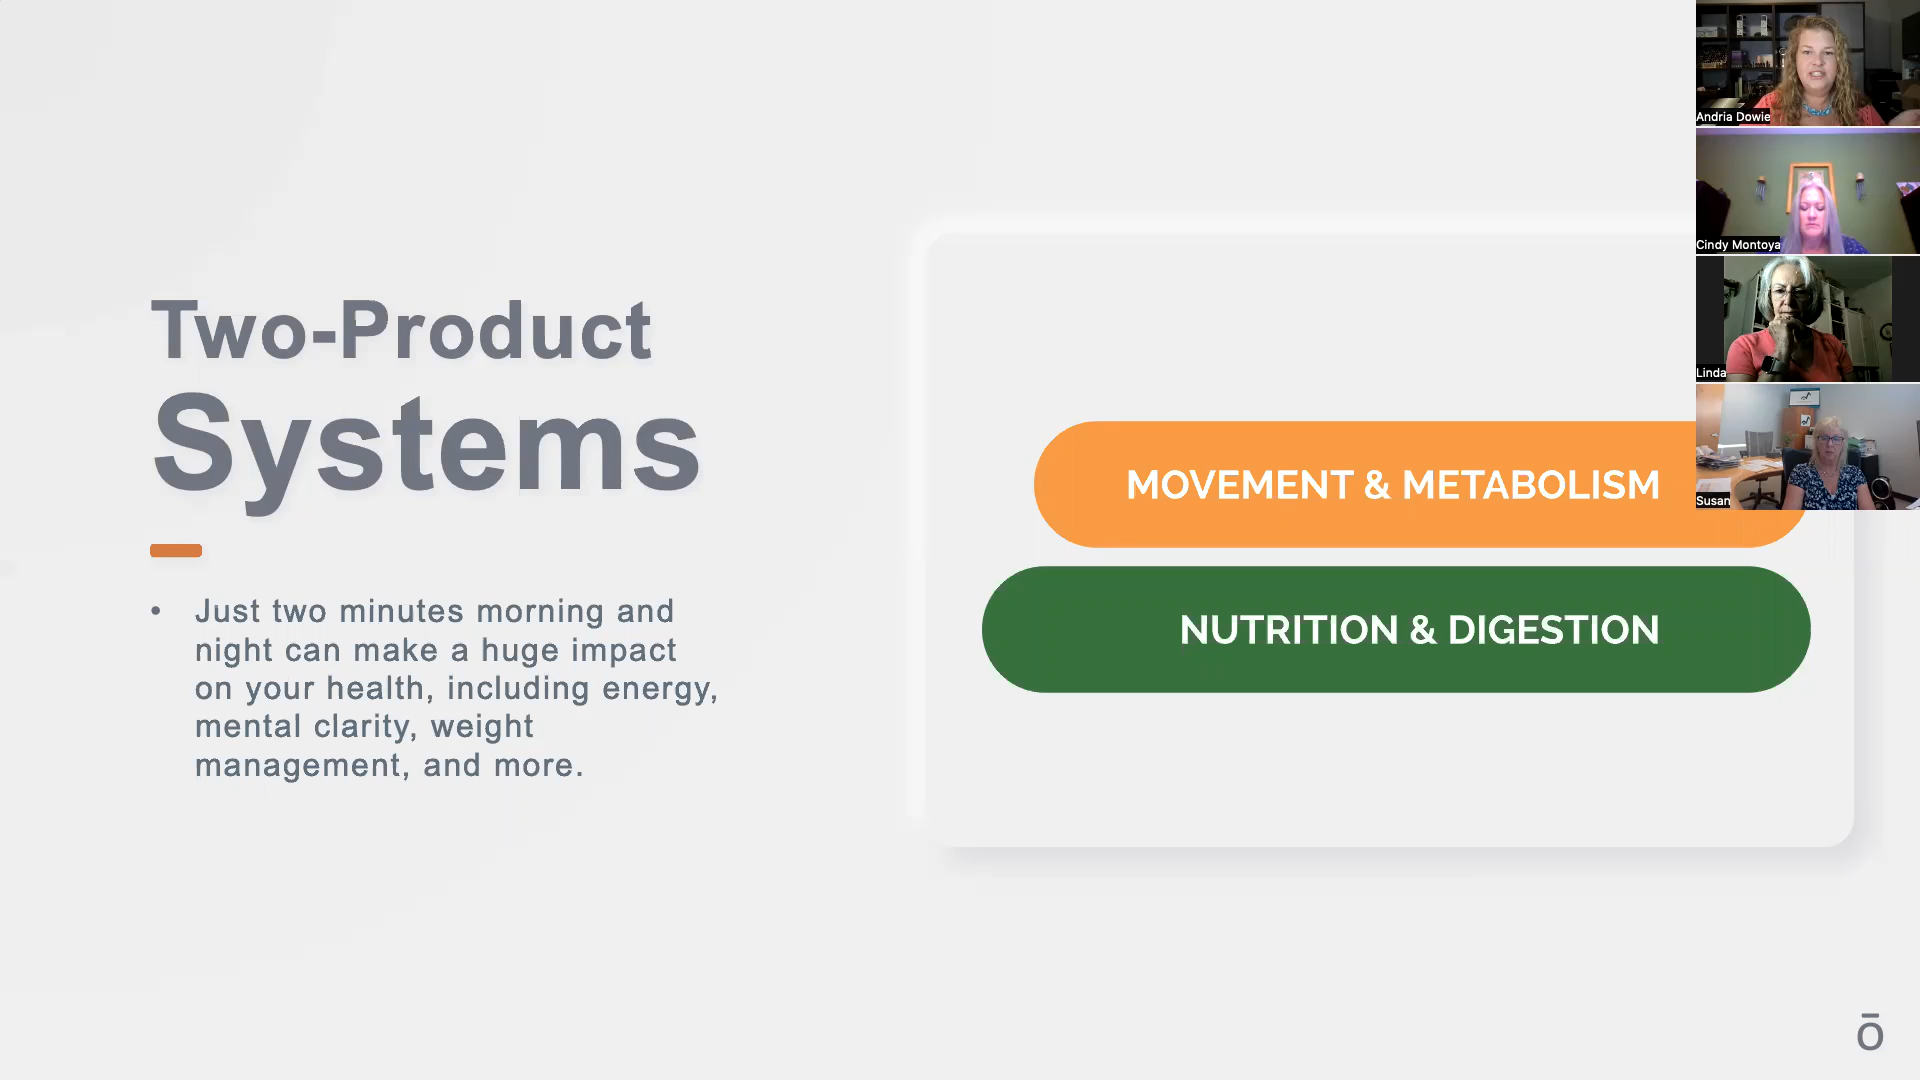 Two-Product
Systems
• Just two minutes morning and
night can make a huge impact
on your health, including energy,
mental clarity, weight
management, and more.
MOVEMENT & METABOLISM
NUTRITION & DIGESTION
Andria Dowie
Cindy Montoya
Linda
Susan
ō